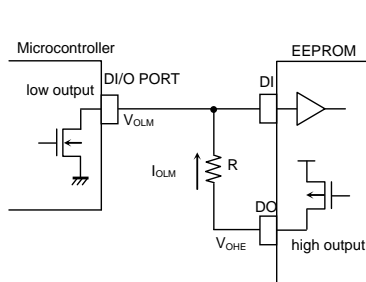 Microcontroller
EEPROM
DI/O PORT
DI
low output
VOLM
IOLM
R
DO
VOHE
high output